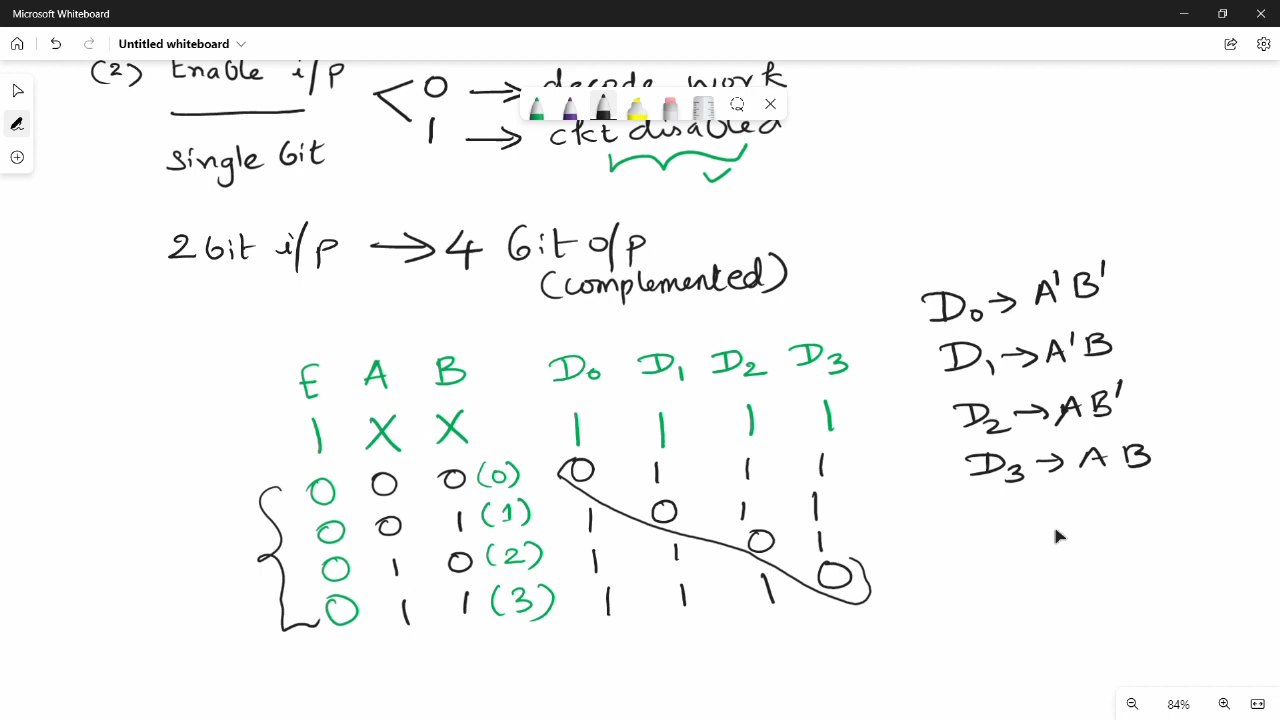 Microsoft Whiteboard
Untitled whiteboard
(2) Enable i/p
0 → decode work
1 → ckt disabled
single bit
2 bit i/p → 4 bit o/p
(complemented)
D0 → A'B'
D1 → A'B
D2 → AB'
D3 → AB
E A B D0 D1 D2 D3
1 X X 1 1 1 1
0 0 0 (0) 0 1 1 1
0 0 1 (1) 1 0 1 1
0 1 0 (2) 1 1 0 1
0 1 1 (3) 1 1 1 0
84%